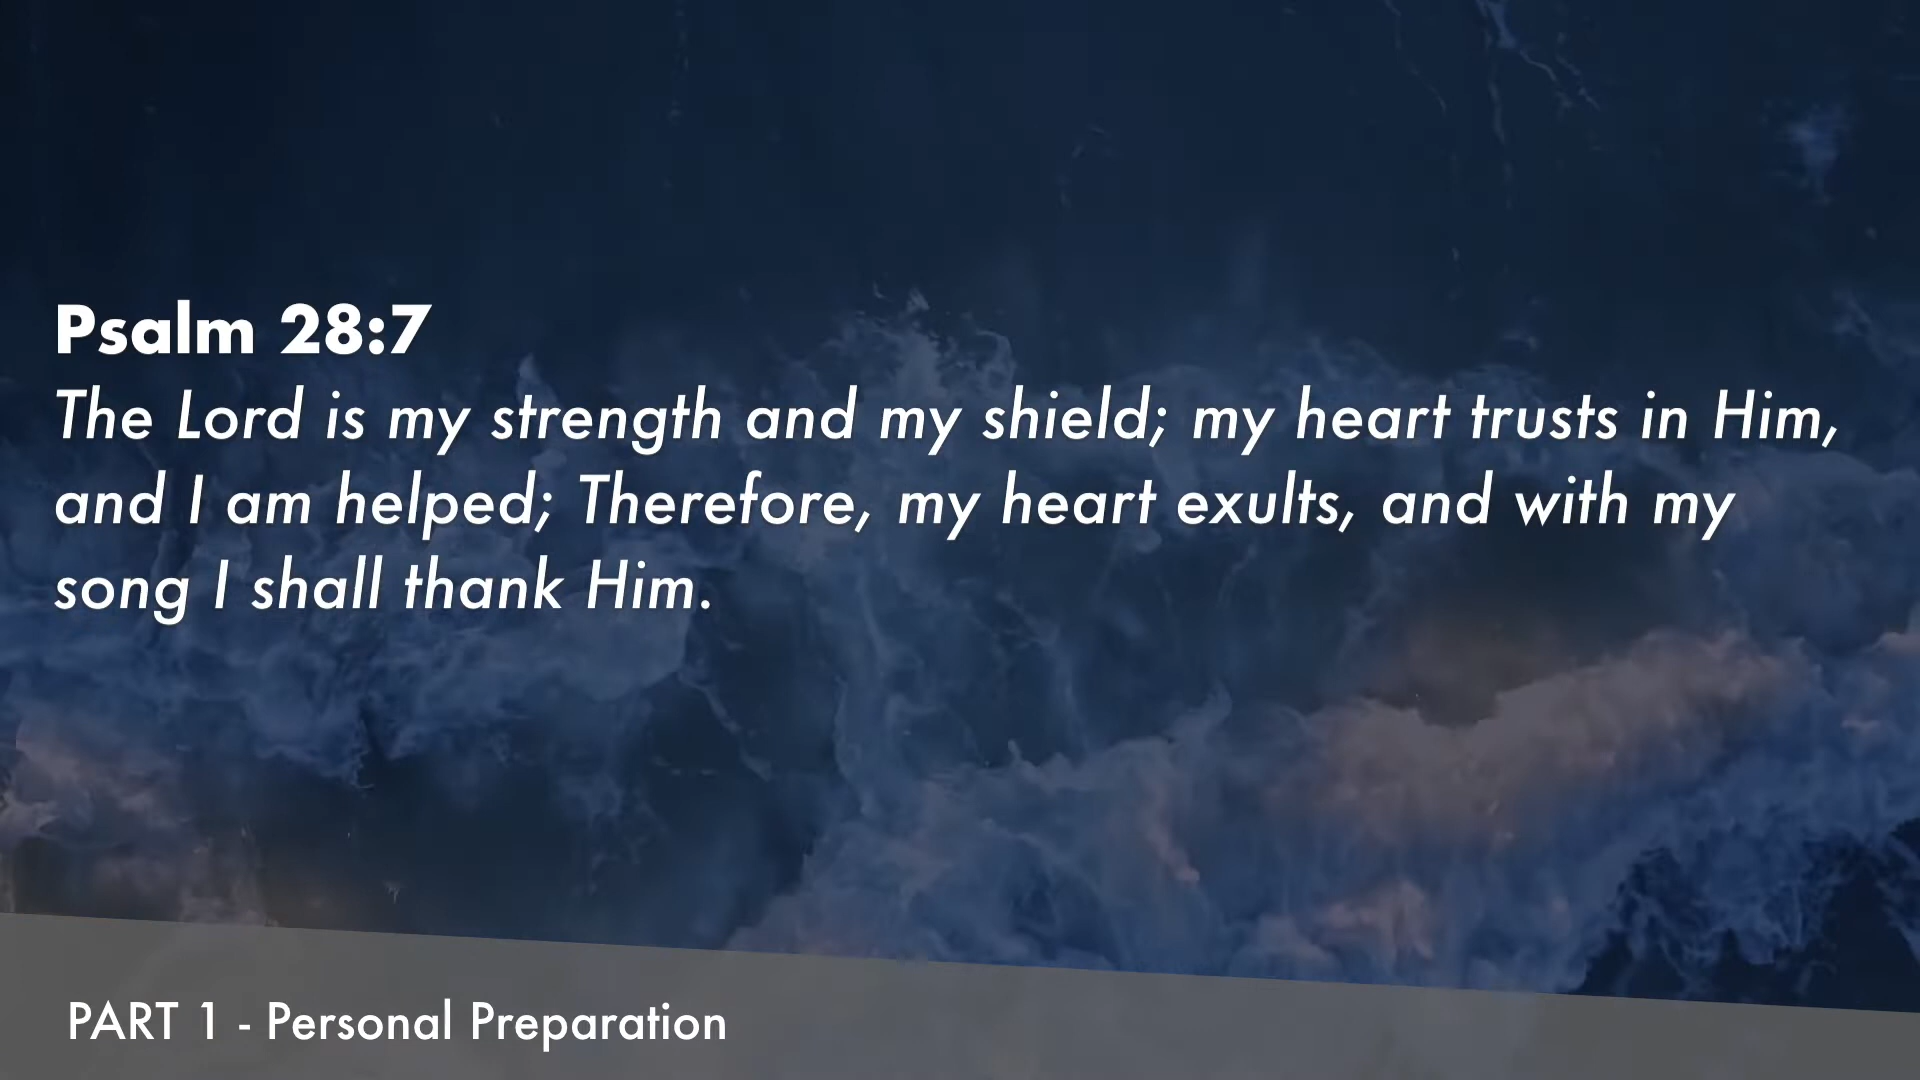 Psalm 28:7
The Lord is my strength and my shield; my heart trusts in Him,
and I am helped; Therefore, my heart exults, and with my
song I shall thank Him.
PART 1 - Personal Preparation